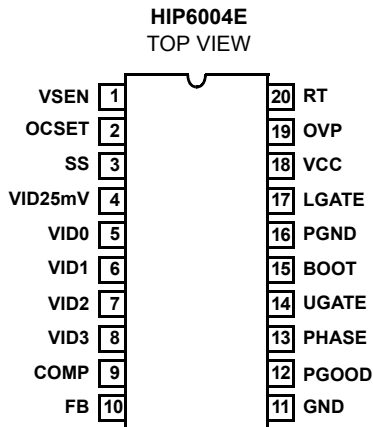 HIP6004E
TOP VIEW
VSEN 1 20 RT
OCSET 2 19 OVP
SS 3 18 VCC
VID25mV 4 17 LGATE
VID0 5 16 PGND
VID1 6 15 BOOT
VID2 7 14 UGATE
VID3 8 13 PHASE
COMP 9 12 PGOOD
FB 10 11 GND